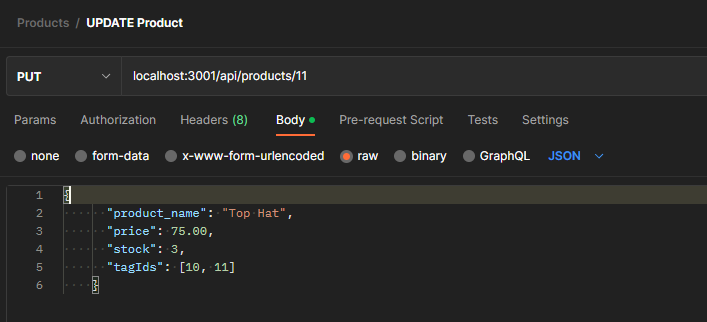 Products / UPDATE Product
PUT localhost:3001/api/products/11
Params Authorization Headers (8) Body Pre-request Script Tests Settings
none form-data x-www-form-urlencoded raw binary GraphQL JSON
1 {
2 "product_name": "Top Hat",
3 "price": 75.00,
4 "stock": 3,
5 "tagIds": [10, 11]
6 }